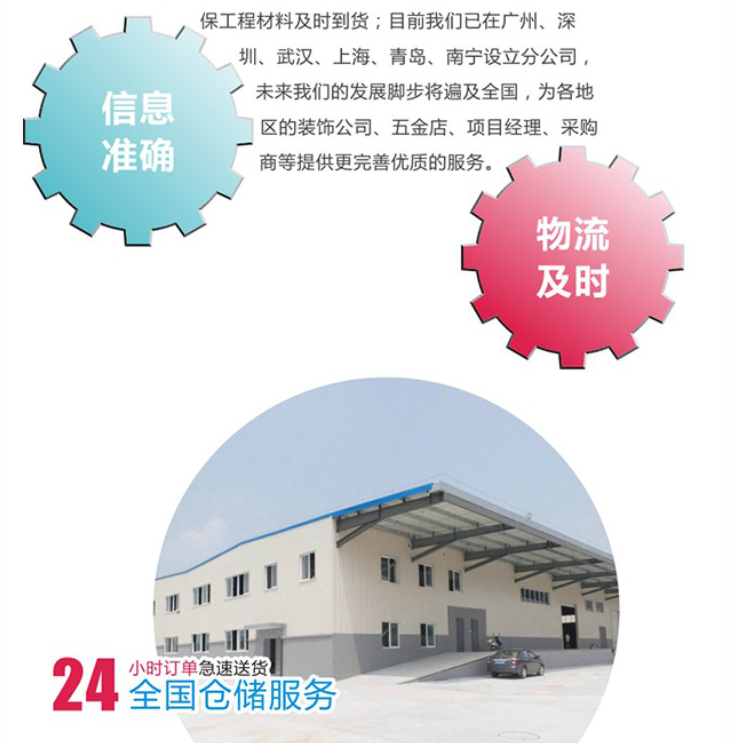 保工程材料及时到货；目前我们已在广州、深
圳、武汉、上海、青岛、南宁设立分公司，
未来我们的发展脚步将遍及全国，为各地
区的装饰公司、五金店、项目经理、采购
商等提供更完善优质的服务。
信息
准确
物流
及时
24小时订单急速送货
全国仓储服务